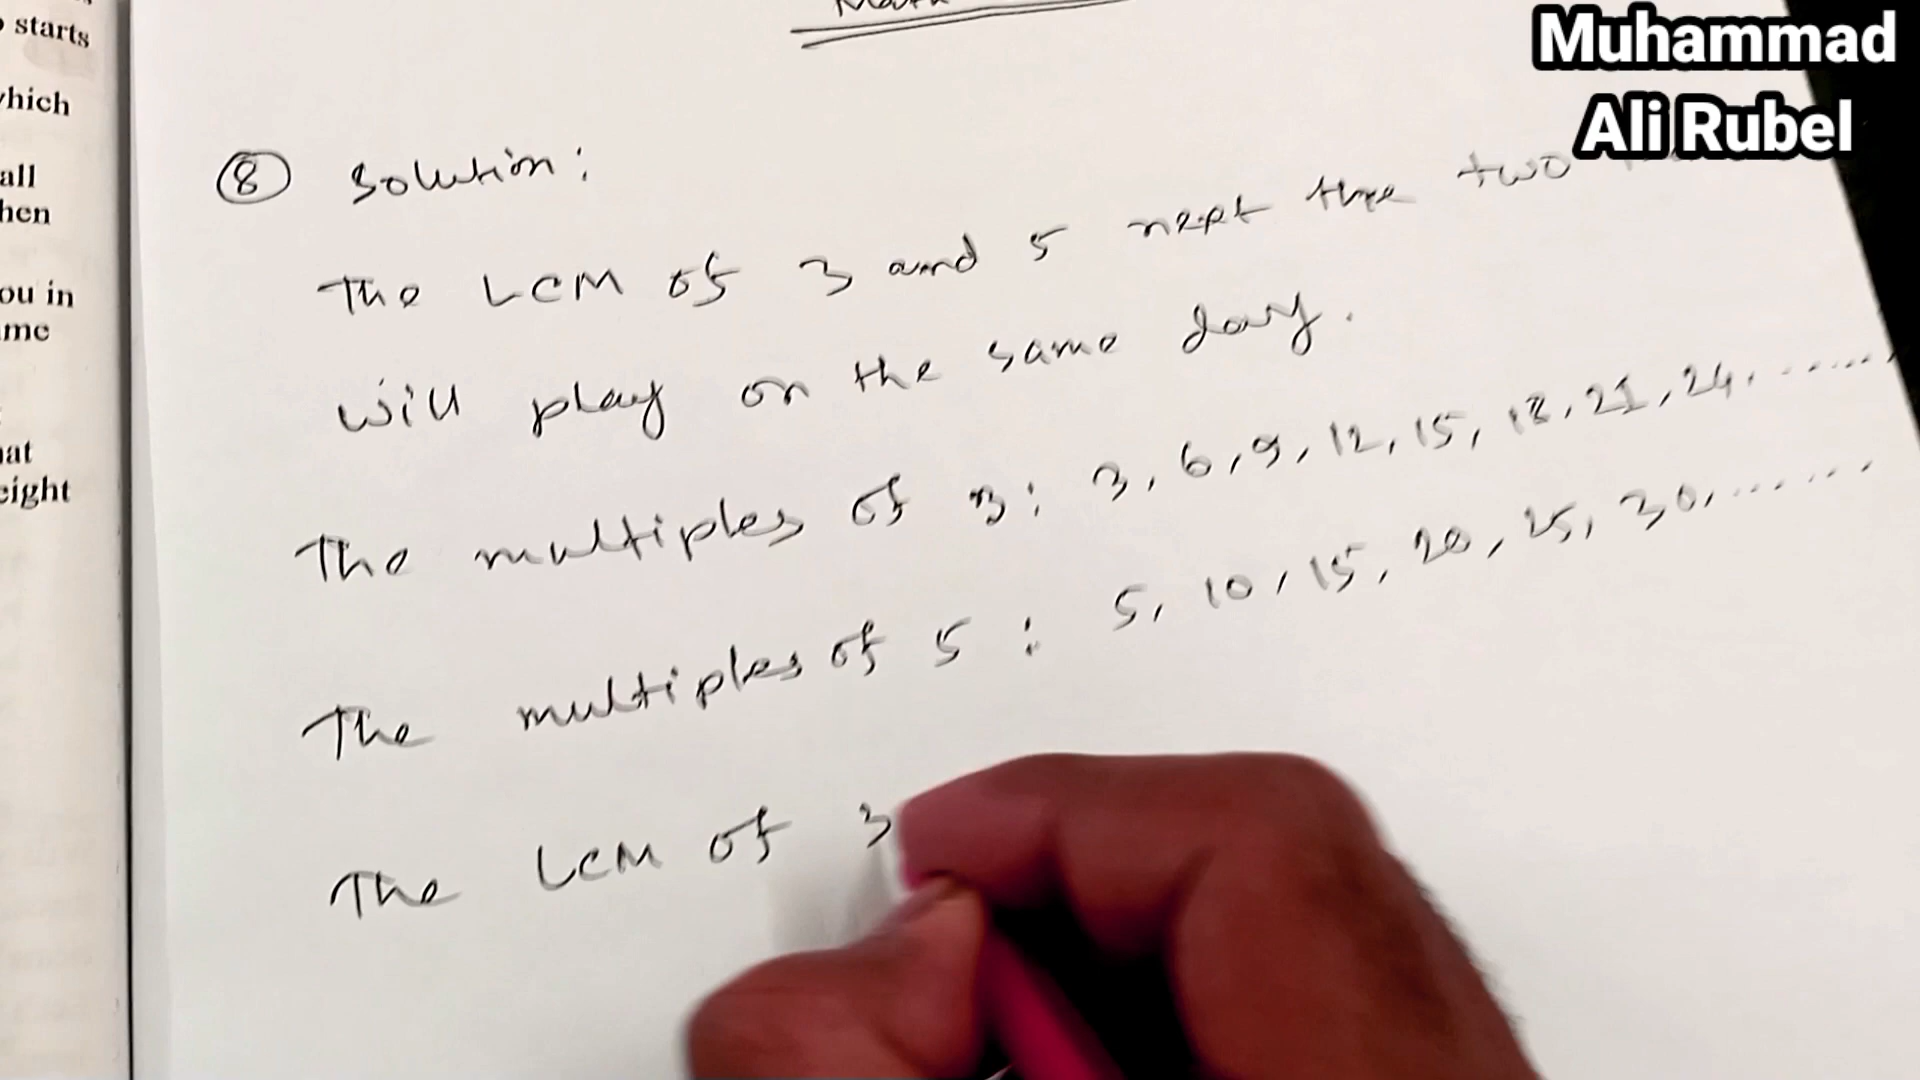 starts
which
all
hen
ou in
me
at
eight
Muhammad
Ali Rubel
8 Solution:
The LCM of 3 and 5 next the two
will play on the same day.
The multiples of 3: 3, 6, 9, 12, 15, 18, 21, 24, ......
The multiples of 5: 5, 10, 15, 20, 25, 30, ......
The LCM of 3